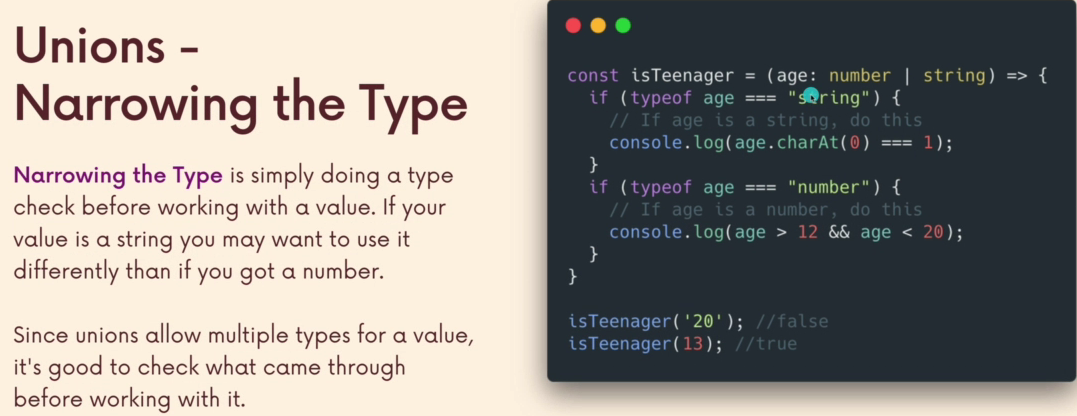 Unions -
Narrowing the Type
Narrowing the Type is simply doing a type
check before working with a value. If your
value is a string you may want to use it
differently than if you got a number.
Since unions allow multiple types for a value,
it's good to check what came through
before working with it.
const isTeenager = (age: number | string) => {
  if (typeof age === "string") {
    // If age is a string, do this
    console.log(age.charAt(0) === 1);
  }
  if (typeof age === "number") {
    // If age is a number, do this
    console.log(age > 12 && age < 20);
  }
}
isTeenager('20'); //false
isTeenager(13); //true